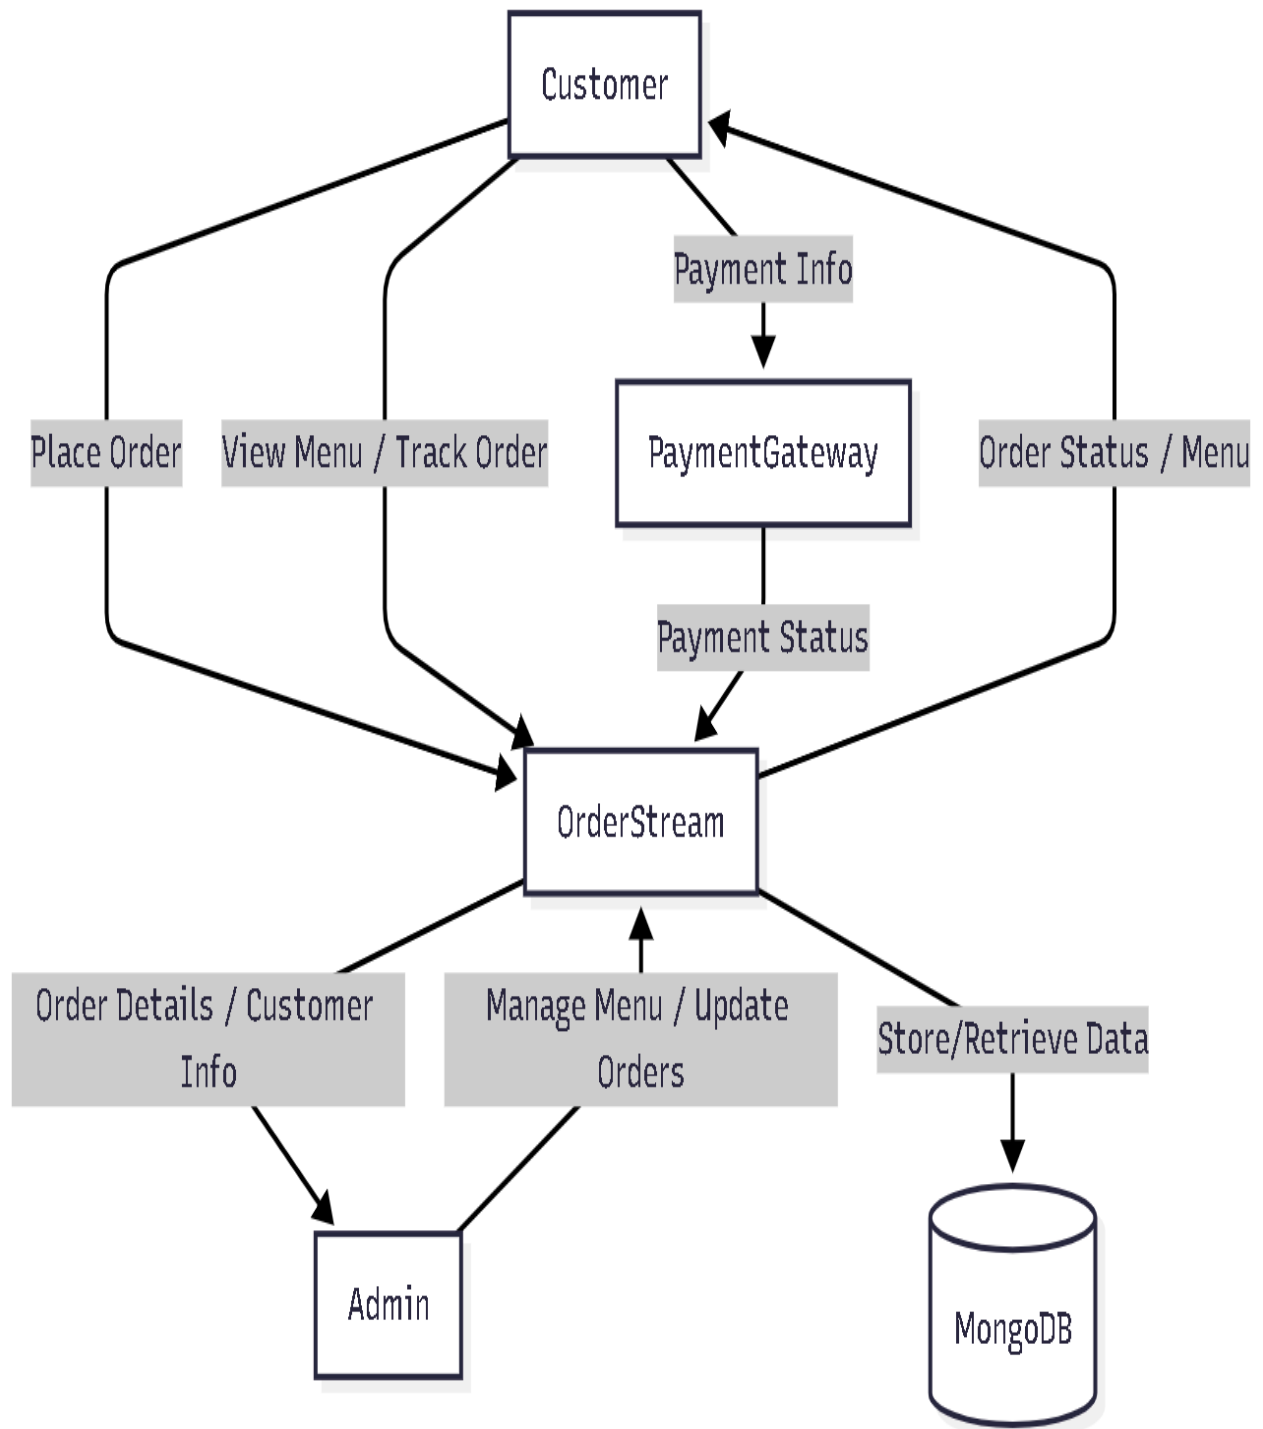 Customer
Payment Info
Place Order
View Menu / Track Order
PaymentGateway
Order Status / Menu
Payment Status
OrderStream
Order Details / Customer
Info
Manage Menu / Update
Orders
Store/Retrieve Data
Admin
MongoDB